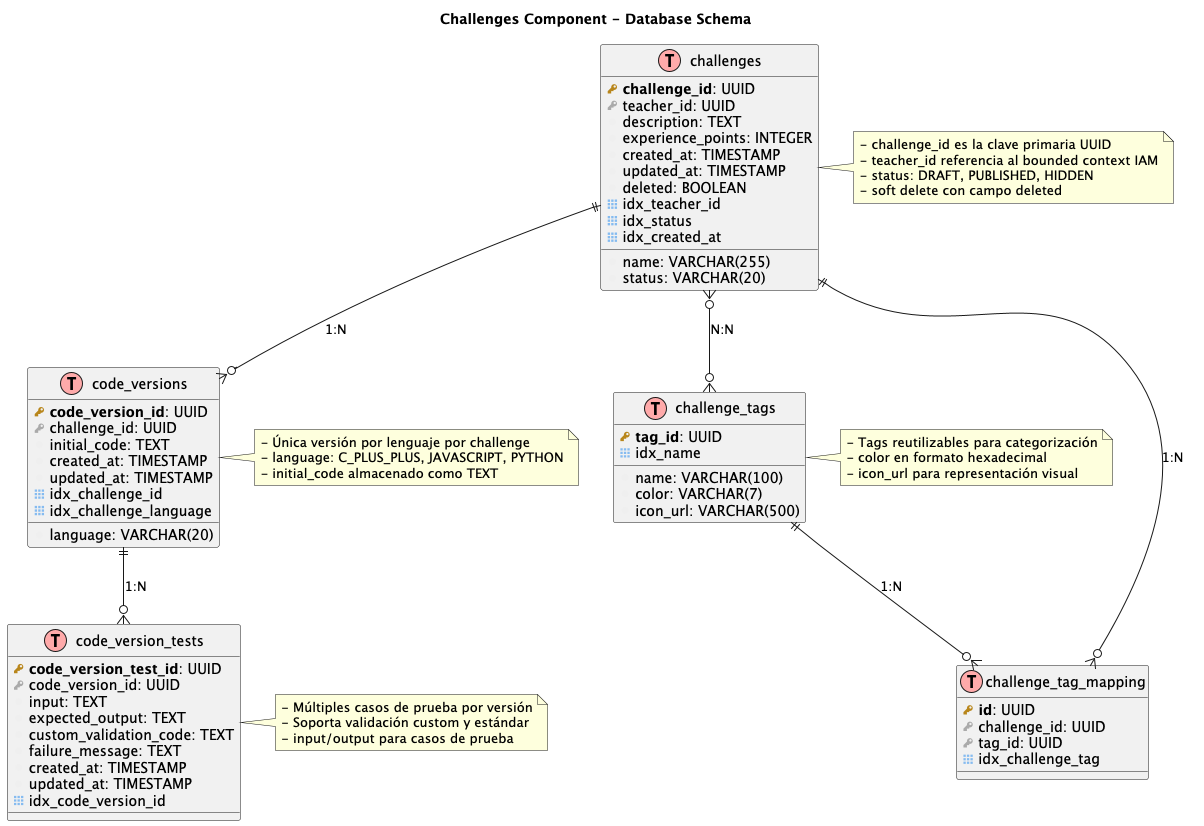 Challenges Component – Database Schema
T challenges
challenge_id: UUID
teacher_id: UUID
description: TEXT
experience_points: INTEGER
created_at: TIMESTAMP
updated_at: TIMESTAMP
deleted: BOOLEAN
idx_teacher_id
idx_status
idx_created_at
name: VARCHAR(255)
status: VARCHAR(20)
– challenge_id es la clave primaria UUID
– teacher_id referencia al bounded context IAM
– status: DRAFT, PUBLISHED, HIDDEN
– soft delete con campo deleted
1:N
N:N
1:N
T code_versions
code_version_id: UUID
challenge_id: UUID
initial_code: TEXT
created_at: TIMESTAMP
updated_at: TIMESTAMP
idx_challenge_id
idx_challenge_language
language: VARCHAR(20)
– Única versión por lenguaje por challenge
– language: C_PLUS_PLUS, JAVASCRIPT, PYTHON
– initial_code almacenado como TEXT
T challenge_tags
tag_id: UUID
idx_name
name: VARCHAR(100)
color: VARCHAR(7)
icon_url: VARCHAR(500)
– Tags reutilizables para categorización
– color en formato hexadecimal
– icon_url para representación visual
1:N
1:N
T code_version_tests
code_version_test_id: UUID
code_version_id: UUID
input: TEXT
expected_output: TEXT
custom_validation_code: TEXT
failure_message: TEXT
created_at: TIMESTAMP
updated_at: TIMESTAMP
idx_code_version_id
– Múltiples casos de prueba por versión
– Soporta validación custom y estándar
– input/output para casos de prueba
T challenge_tag_mapping
id: UUID
challenge_id: UUID
tag_id: UUID
idx_challenge_tag